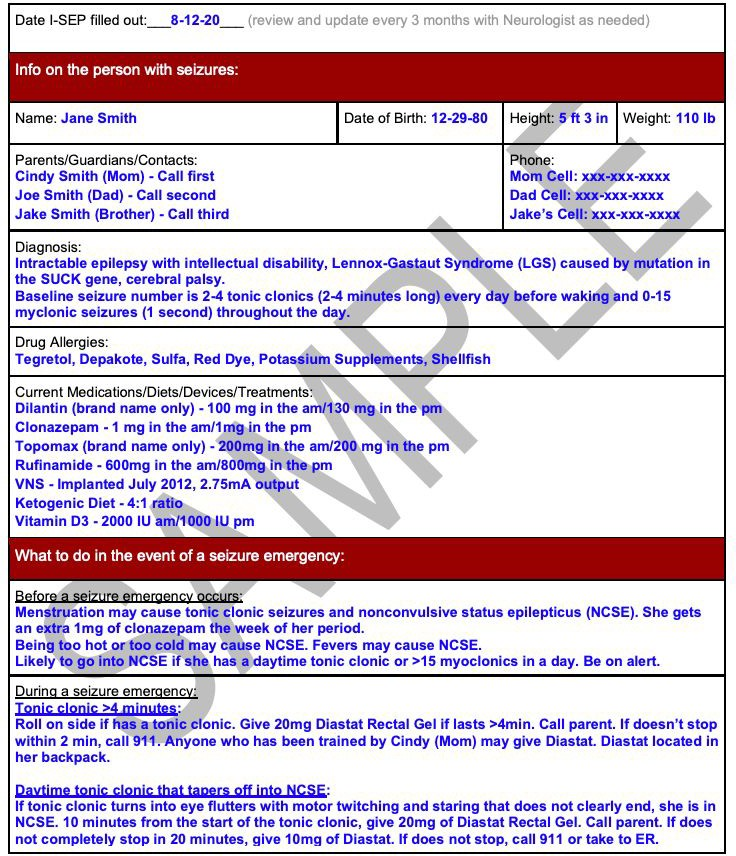 Date I-SEP filled out:___8-12-20___ (review and update every 3 months with Neurologist as needed)
Info on the person with seizures:
Name: Jane Smith
Date of Birth: 12-29-80
Height: 5 ft 3 in
Weight: 110 lb
Parents/Guardians/Contacts:
Cindy Smith (Mom) - Call first
Joe Smith (Dad) - Call second
Jake Smith (Brother) - Call third
Phone:
Mom Cell: xxx-xxx-xxxx
Dad Cell: xxx-xxx-xxxx
Jake's Cell: xxx-xxx-xxxx
Diagnosis:
Intractable epilepsy with intellectual disability, Lennox-Gastaut Syndrome (LGS) caused by mutation in
the SUCK gene, cerebral palsy.
Baseline seizure number is 2-4 tonic clonics (2-4 minutes long) every day before waking and 0-15
myclonic seizures (1 second) throughout the day.
Drug Allergies:
Tegretol, Depakote, Sulfa, Red Dye, Potassium Supplements, Shellfish
Current Medications/Diets/Devices/Treatments:
Dilantin (brand name only) - 100 mg in the am/130 mg in the pm
Clonazepam - 1 mg in the am/1mg in the pm
Topomax (brand name only) - 200mg in the am/200 mg in the pm
Rufinamide - 600mg in the am/800mg in the pm
VNS - Implanted July 2012, 2.75mA output
Ketogenic Diet - 4:1 ratio
Vitamin D3 - 2000 IU am/1000 IU pm
What to do in the event of a seizure emergency:
Before a seizure emergency occurs:
Menstruation may cause tonic clonic seizures and nonconvulsive status epilepticus (NCSE). She gets
an extra 1mg of clonazepam the week of her period.
Being too hot or too cold may cause NCSE. Fevers may cause NCSE.
Likely to go into NCSE if she has a daytime tonic clonic or >15 myoclonics in a day. Be on alert.
During a seizure emergency:
Tonic clonic >4 minutes:
Roll on side if has a tonic clonic. Give 20mg Diastat Rectal Gel if lasts >4min. Call parent. If doesn't stop
within 2 min, call 911. Anyone who has been trained by Cindy (Mom) may give Diastat. Diastat located in
her backpack.
Daytime tonic clonic that tapers off into NCSE:
If tonic clonic turns into eye flutters with motor twitching and staring that does not clearly end, she is in
NCSE. 10 minutes from the start of the tonic clonic, give 20mg of Diastat Rectal Gel. Call parent. If does
not completely stop in 20 minutes, give 10mg of Diastat. If does not stop, call 911 or take to ER.
SAMPLE